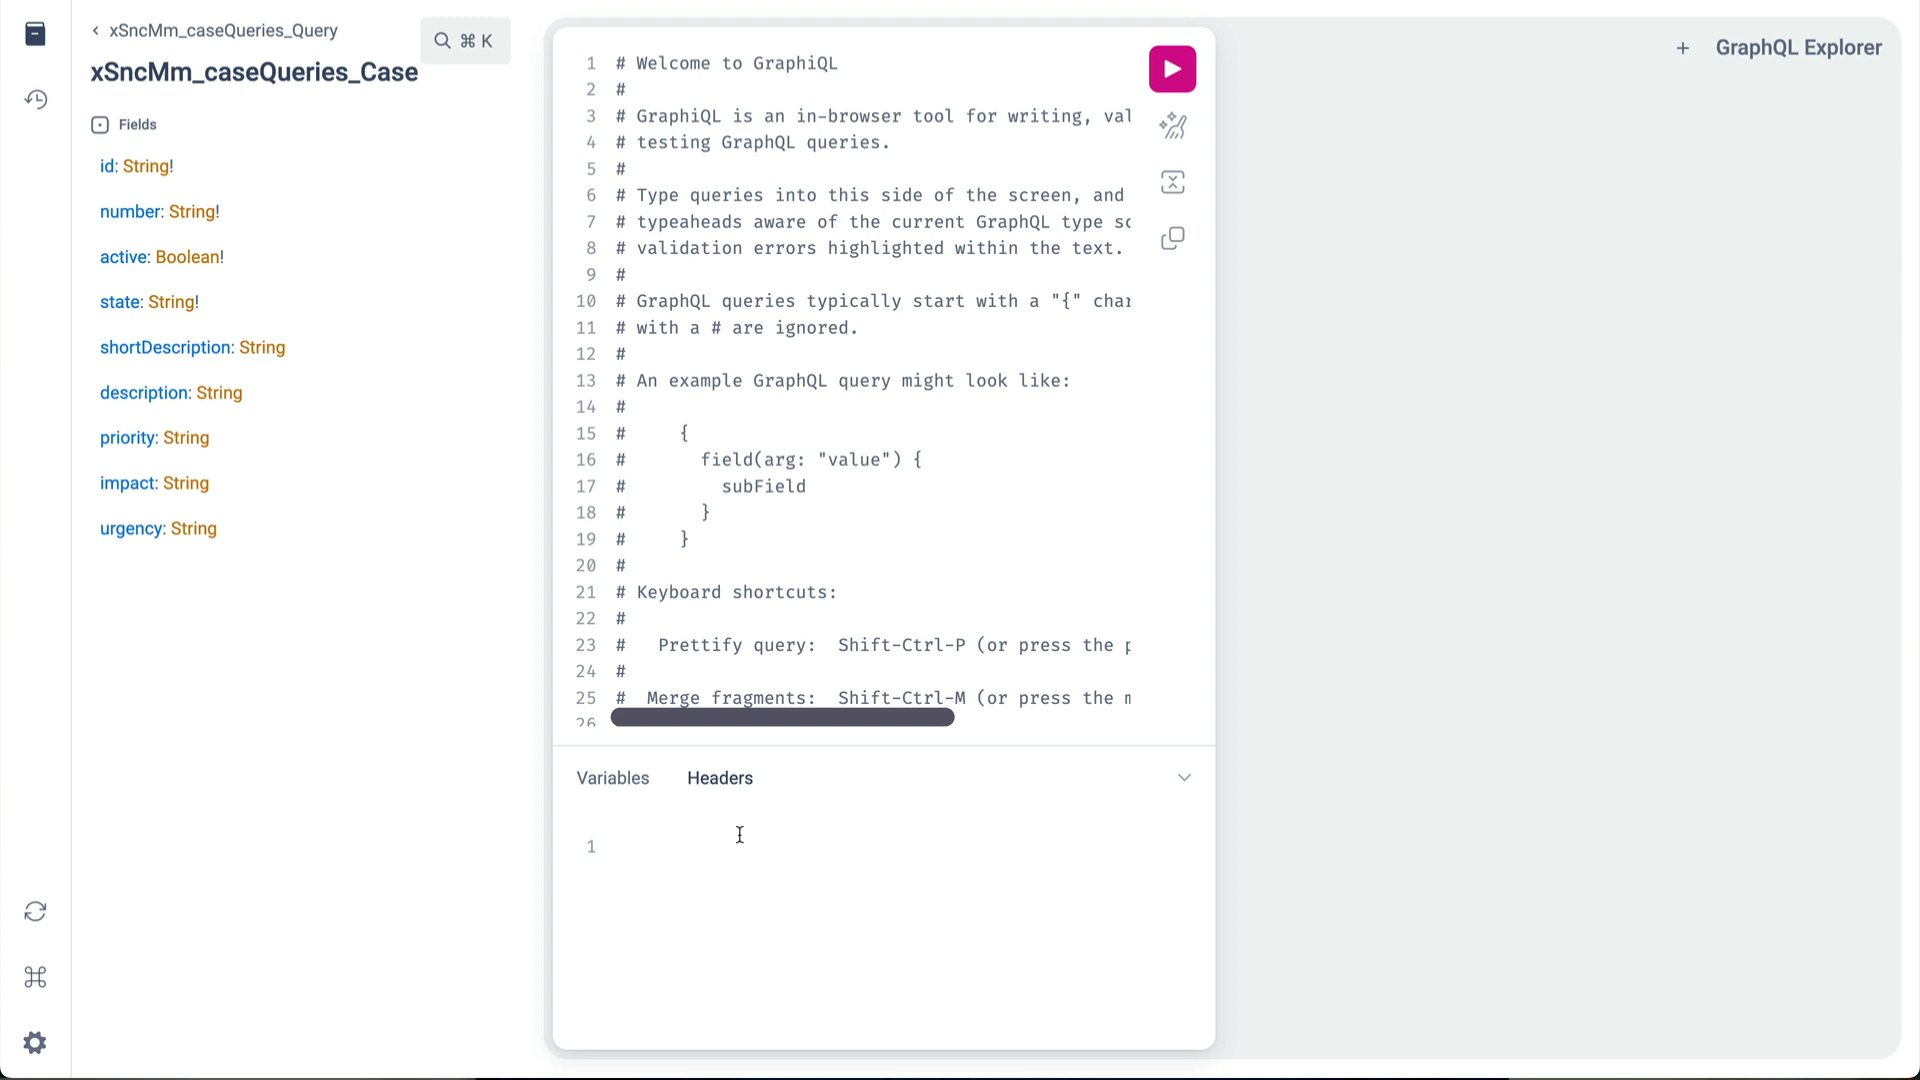 xSncMm_caseQueries_Query
⌘ K
xSncMm_caseQueries_Case
Fields
id: String!
number: String!
active: Boolean!
state: String!
shortDescription: String
description: String
priority: String
impact: String
urgency: String
1 # Welcome to GraphiQL
2 #
3 # GraphiQL is an in-browser tool for writing, val
4 # testing GraphQL queries.
5 #
6 # Type queries into this side of the screen, and
7 # typeaheads aware of the current GraphQL type sc
8 # validation errors highlighted within the text.
9 #
10 # GraphQL queries typically start with a "{" char
11 # with a # are ignored.
12 #
13 # An example GraphQL query might look like:
14 #
15 #     {
16 #       field(arg: "value") {
17 #         subField
18 #       }
19 #     }
20 #
21 # Keyboard shortcuts:
22 #
23 #   Prettify query:  Shift-Ctrl-P (or press the p
24 #
25 #  Merge fragments:  Shift-Ctrl-M (or press the m
26
Variables Headers
1
+ GraphQL Explorer